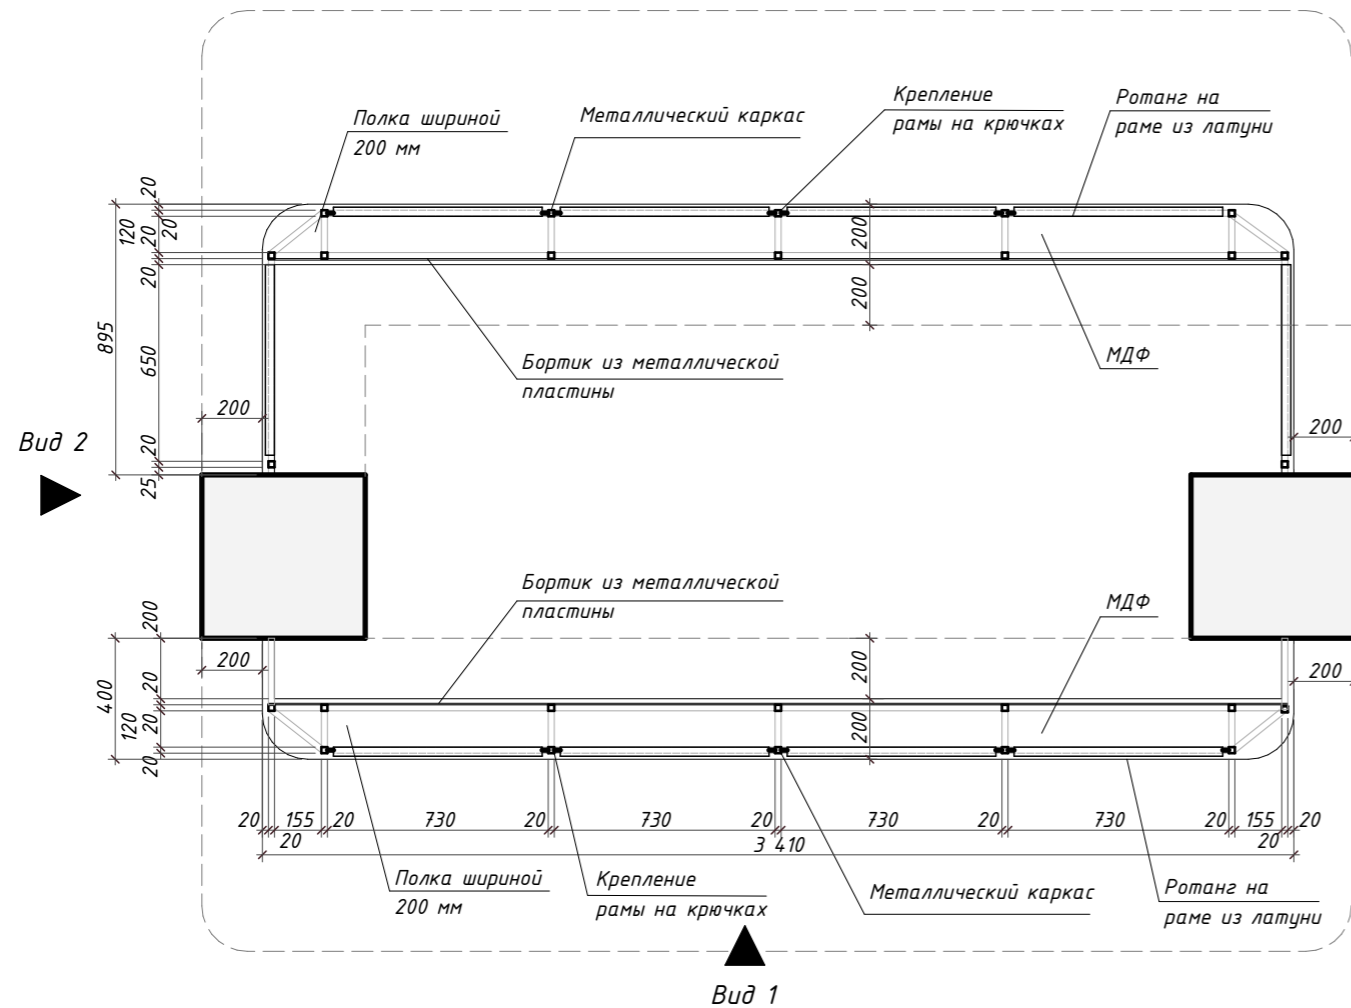 Полка шириной
200 мм
Металлический каркас
Крепление
рамы на крючках
Ротанг на
раме из латуни
20
120
20
20
20
895
650
20
25
200
200
200
Бортик из металлической
пластины
МДФ
Вид 2
200
200
Бортик из металлической
пластины
МДФ
200
400
20
120
20
20
200
200
200
20
155
20
730
20
730
20
730
20
730
20
155
20
20
3 410
20
Полка шириной
200 мм
Крепление
рамы на крючках
Металлический каркас
Ротанг на
раме из латуни
Вид 1